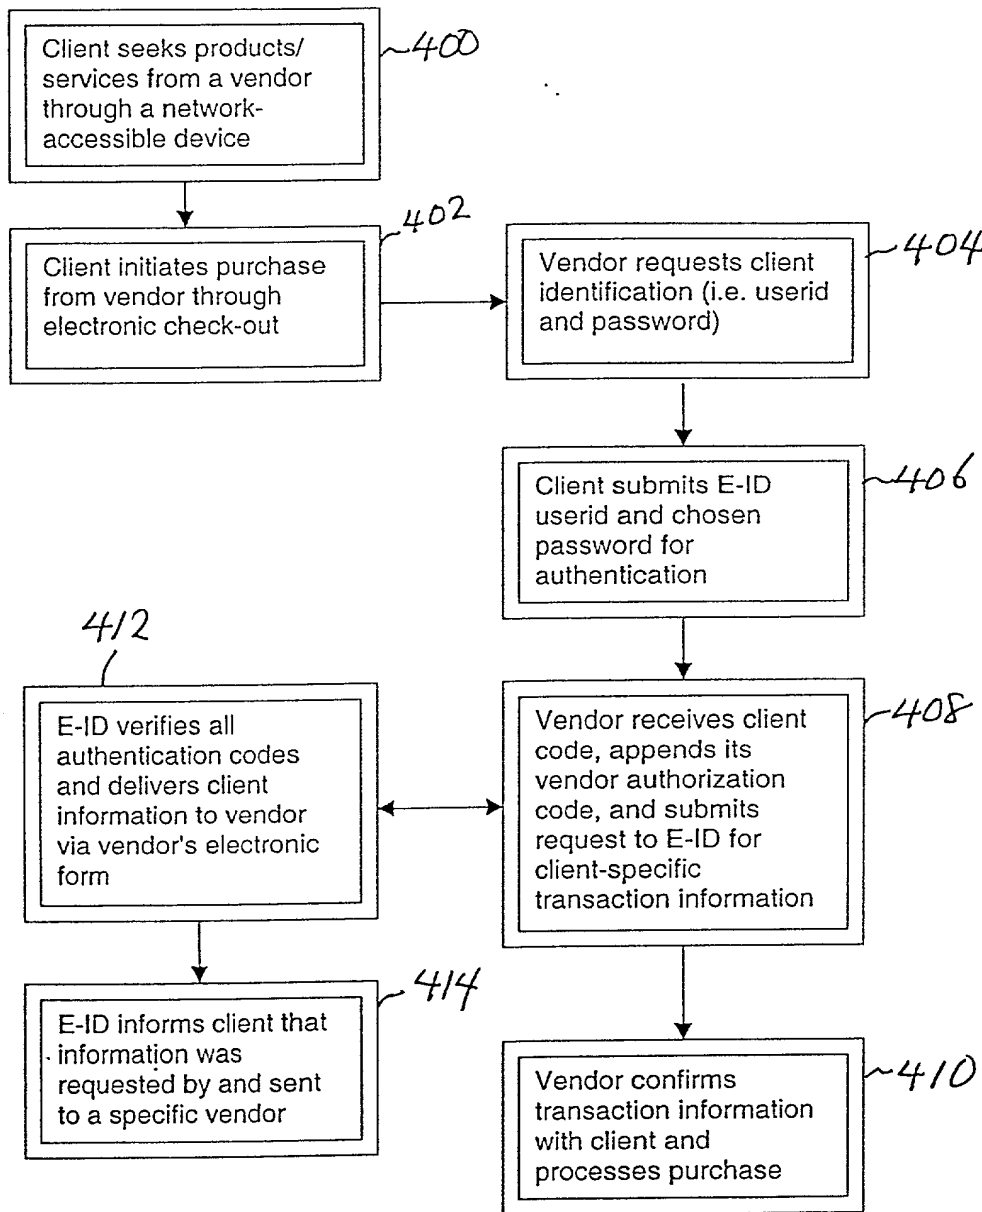 Client seeks products/
services from a vendor
through a network-
accessible device
400
Client initiates purchase
from vendor through
electronic check-out
402
Vendor requests client
identification (i.e. userid
and password)
404
Client submits E-ID
userid and chosen
password for
authentication
406
Vendor receives client
code, appends its
vendor authorization
code, and submits
request to E-ID for
client-specific
transaction information
408
412
E-ID verifies all
authentication codes
and delivers client
information to vendor
via vendor's electronic
form
E-ID informs client that
information was
requested by and sent
to a specific vendor
414
Vendor confirms
transaction information
with client and
processes purchase
410